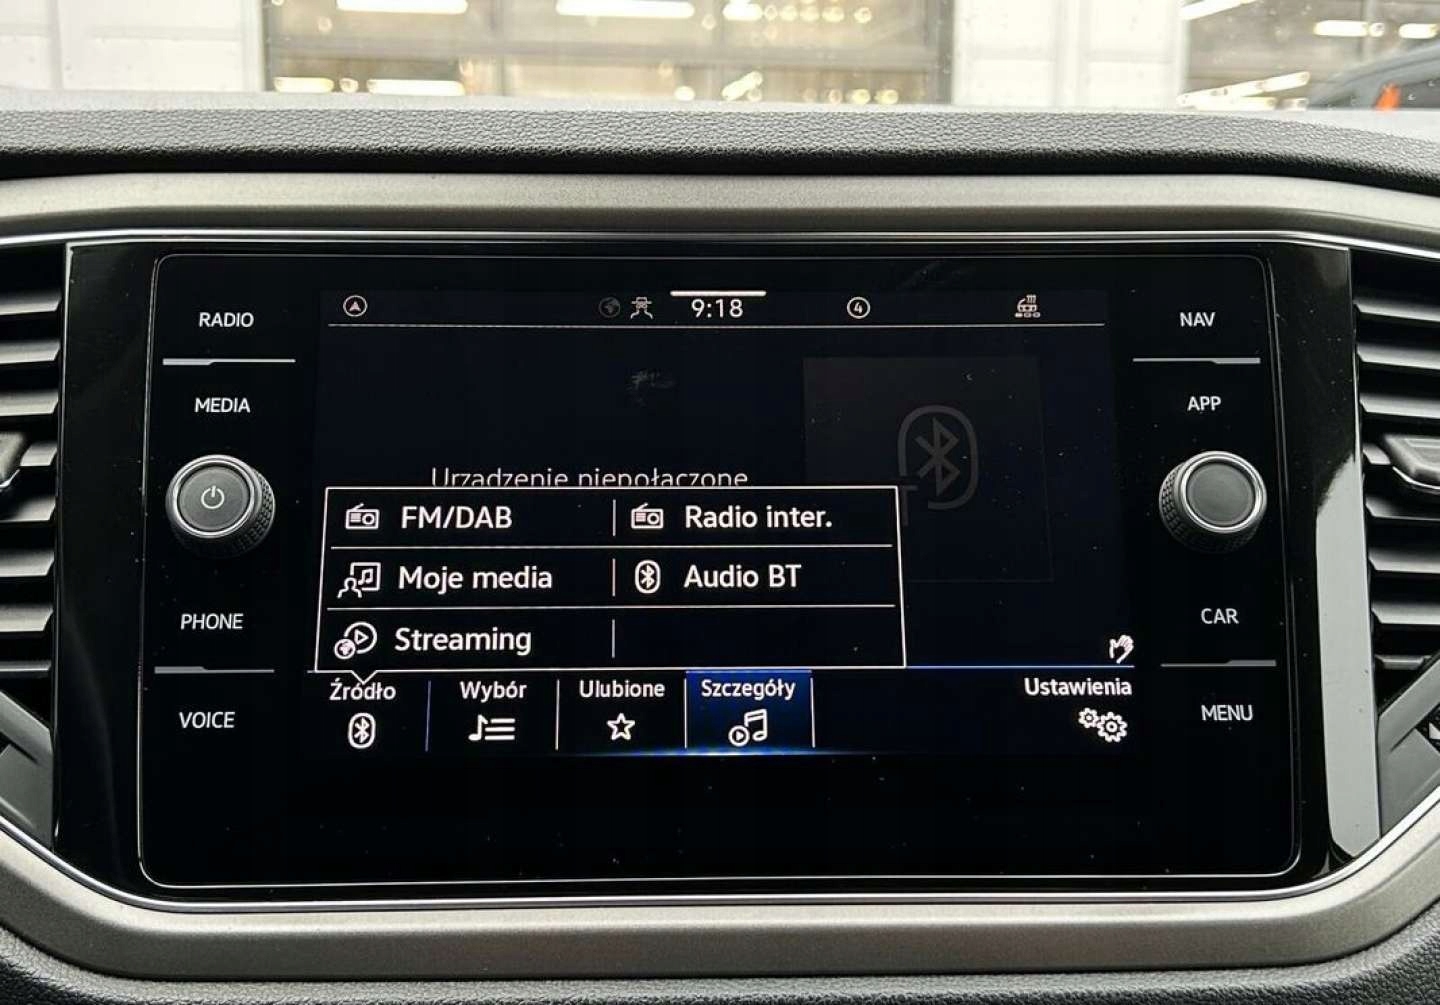 RADIO
MEDIA
PHONE
VOICE
9:18
4
Urządzenie niepołączone
FM/DAB
Radio inter.
Moje media
Audio BT
Streaming
Źródło
Wybór
Ulubione
Szczegóły
Ustawienia
NAV
APP
CAR
MENU